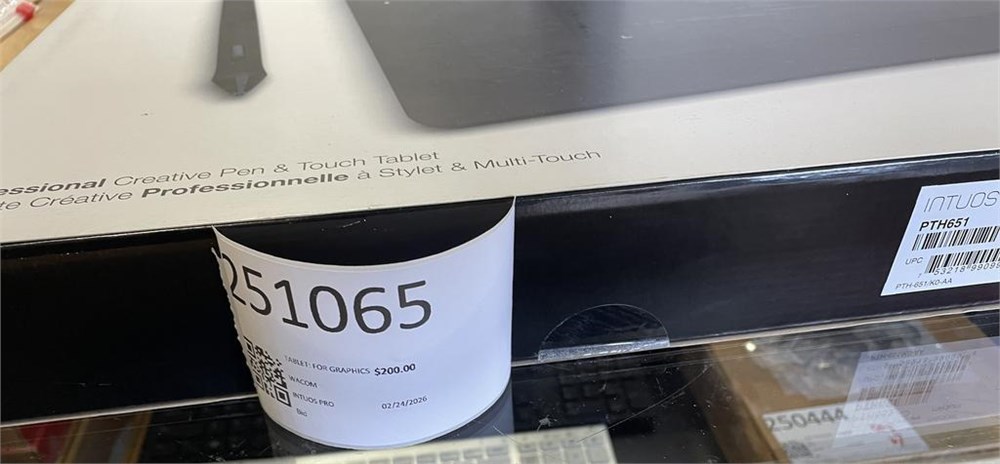 essional Creative Pen & Touch Tablet
te Créative Professionnelle à Stylet & Multi-Touch
INTUOS
PTH651
UPC
PTH-651/K0-AA
251065
TABLET: FOR GRAPHICS $200.00
WACOM
INTUOS PRO
02/24/2026
250444